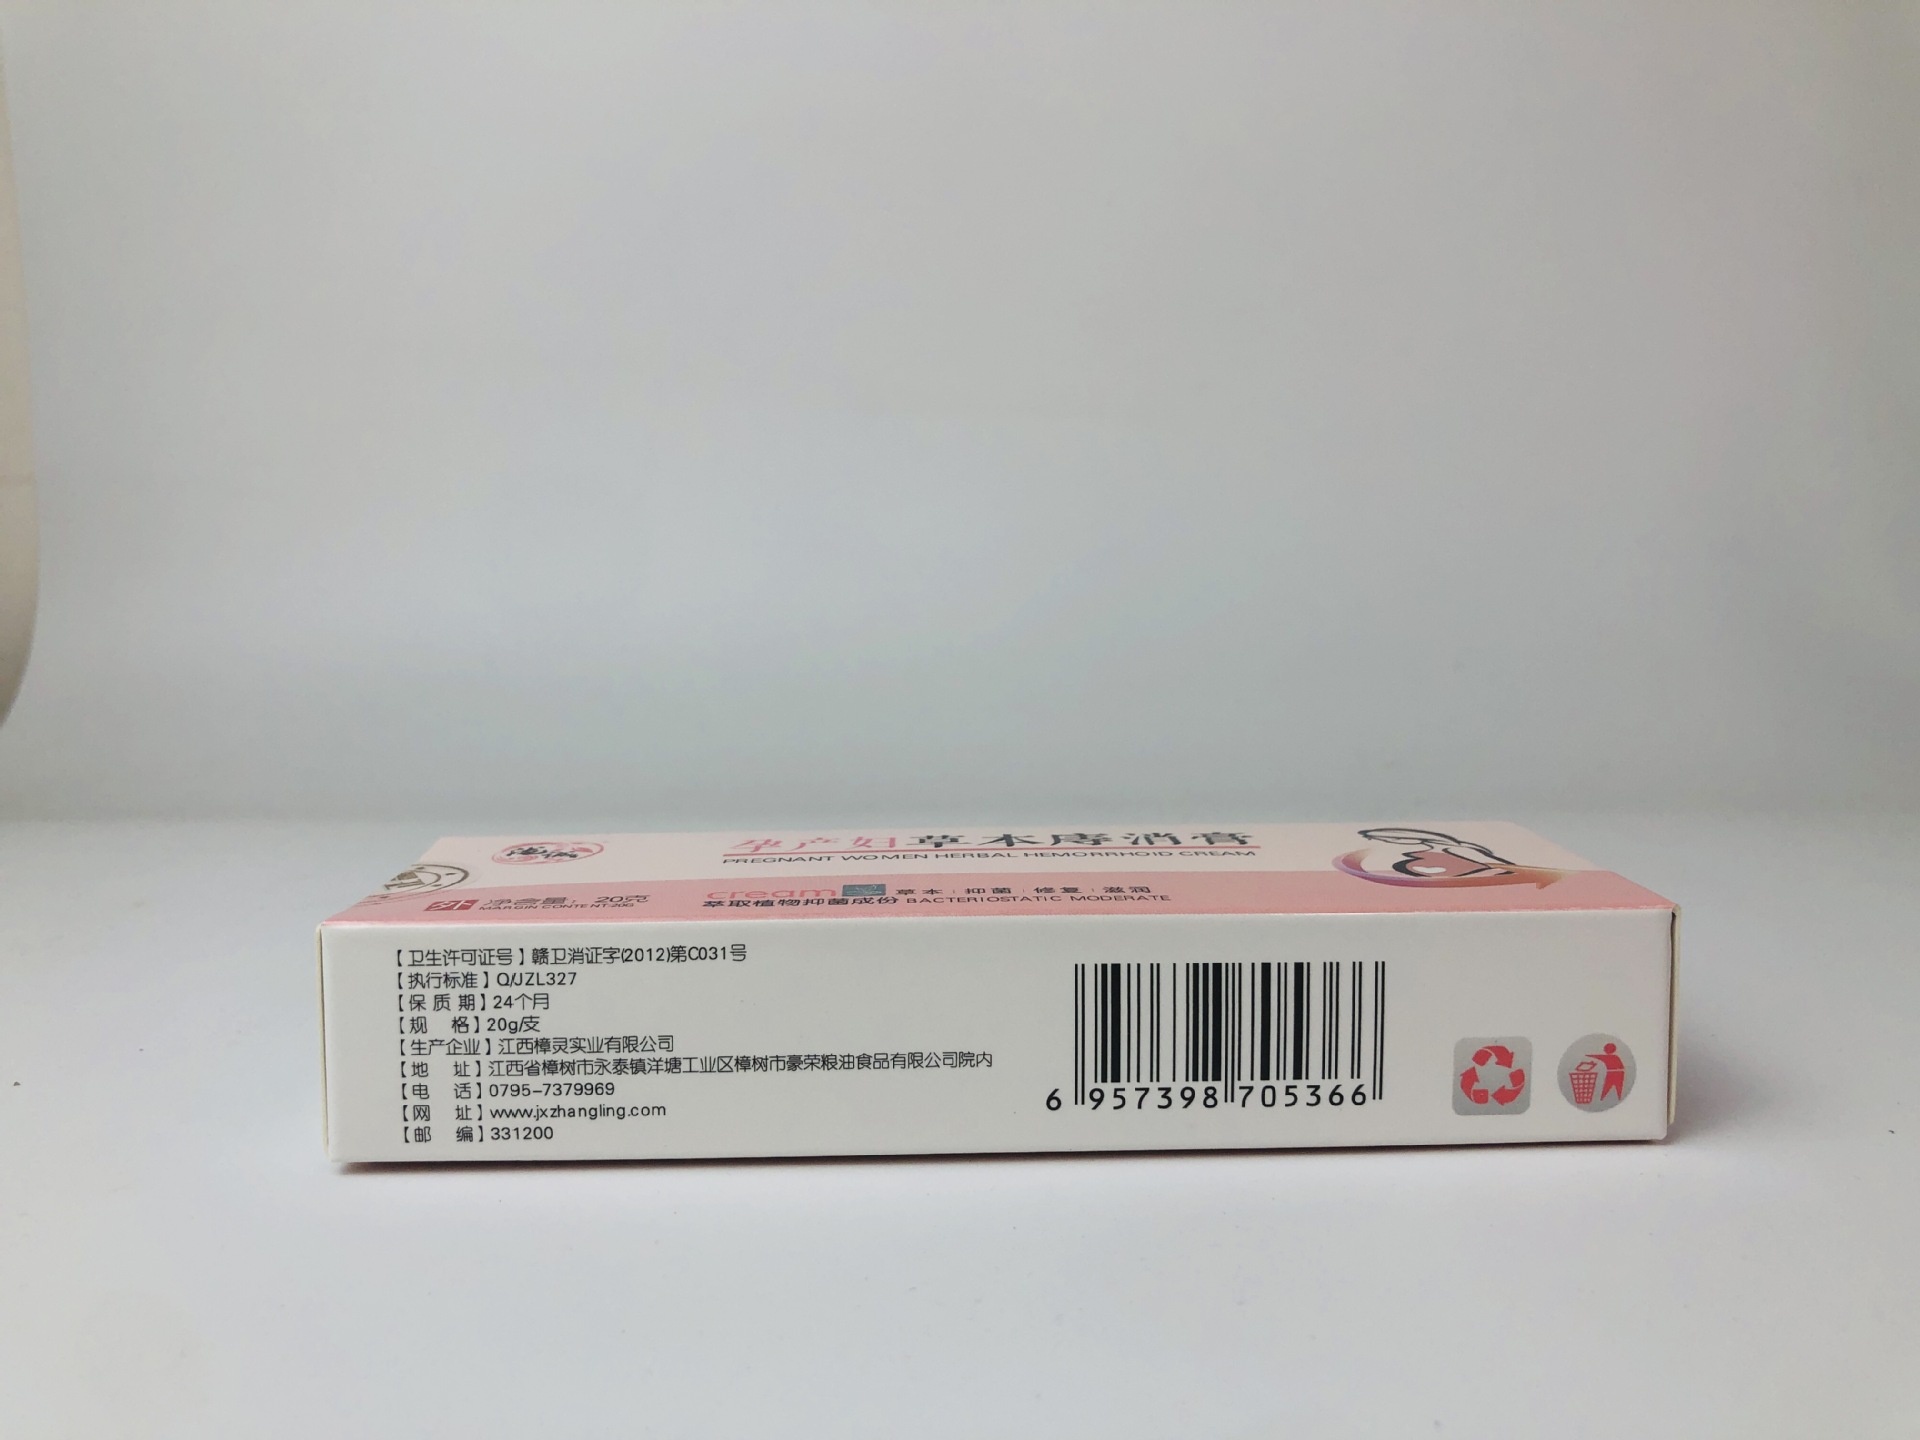 孕产妇草本痔消膏
PREGNANT WOMEN HERBAL HEMORRHOID CREAM
外
净含量：20克
MARGIN CONTENT:20G
cream
草本 抑菌 修复 滋润
萃取植物抑菌成份 BACTERIOSTATIC MODERATE
【卫生许可证号】赣卫消证字(2012)第C031号
【执行标准】Q/JZL327
【保 质 期】24个月
【规 格】20g/支
【生产企业】江西樟灵实业有限公司
【地 址】江西省樟树市永泰镇洋塘工业区樟树市豪荣粮油食品有限公司院内
【电 话】0795-7379969
【网 址】www.jxzhangling.com
【邮 编】331200
6 957398 705366